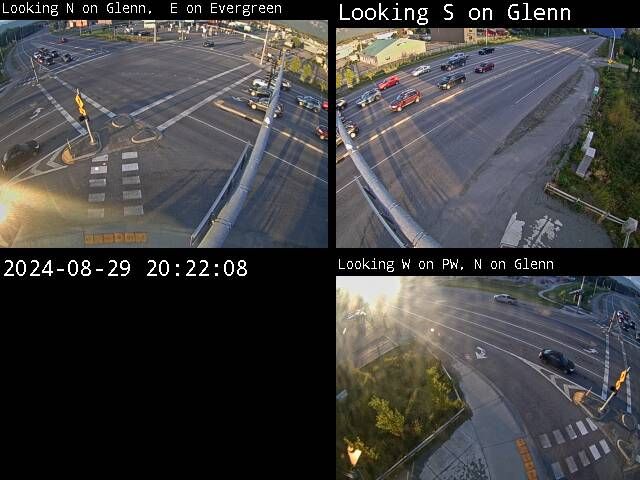 Looking N on Glenn,  E on Evergreen
Looking S on Glenn
2024-08-29 20:22:08
Looking W on PW, N on Glenn